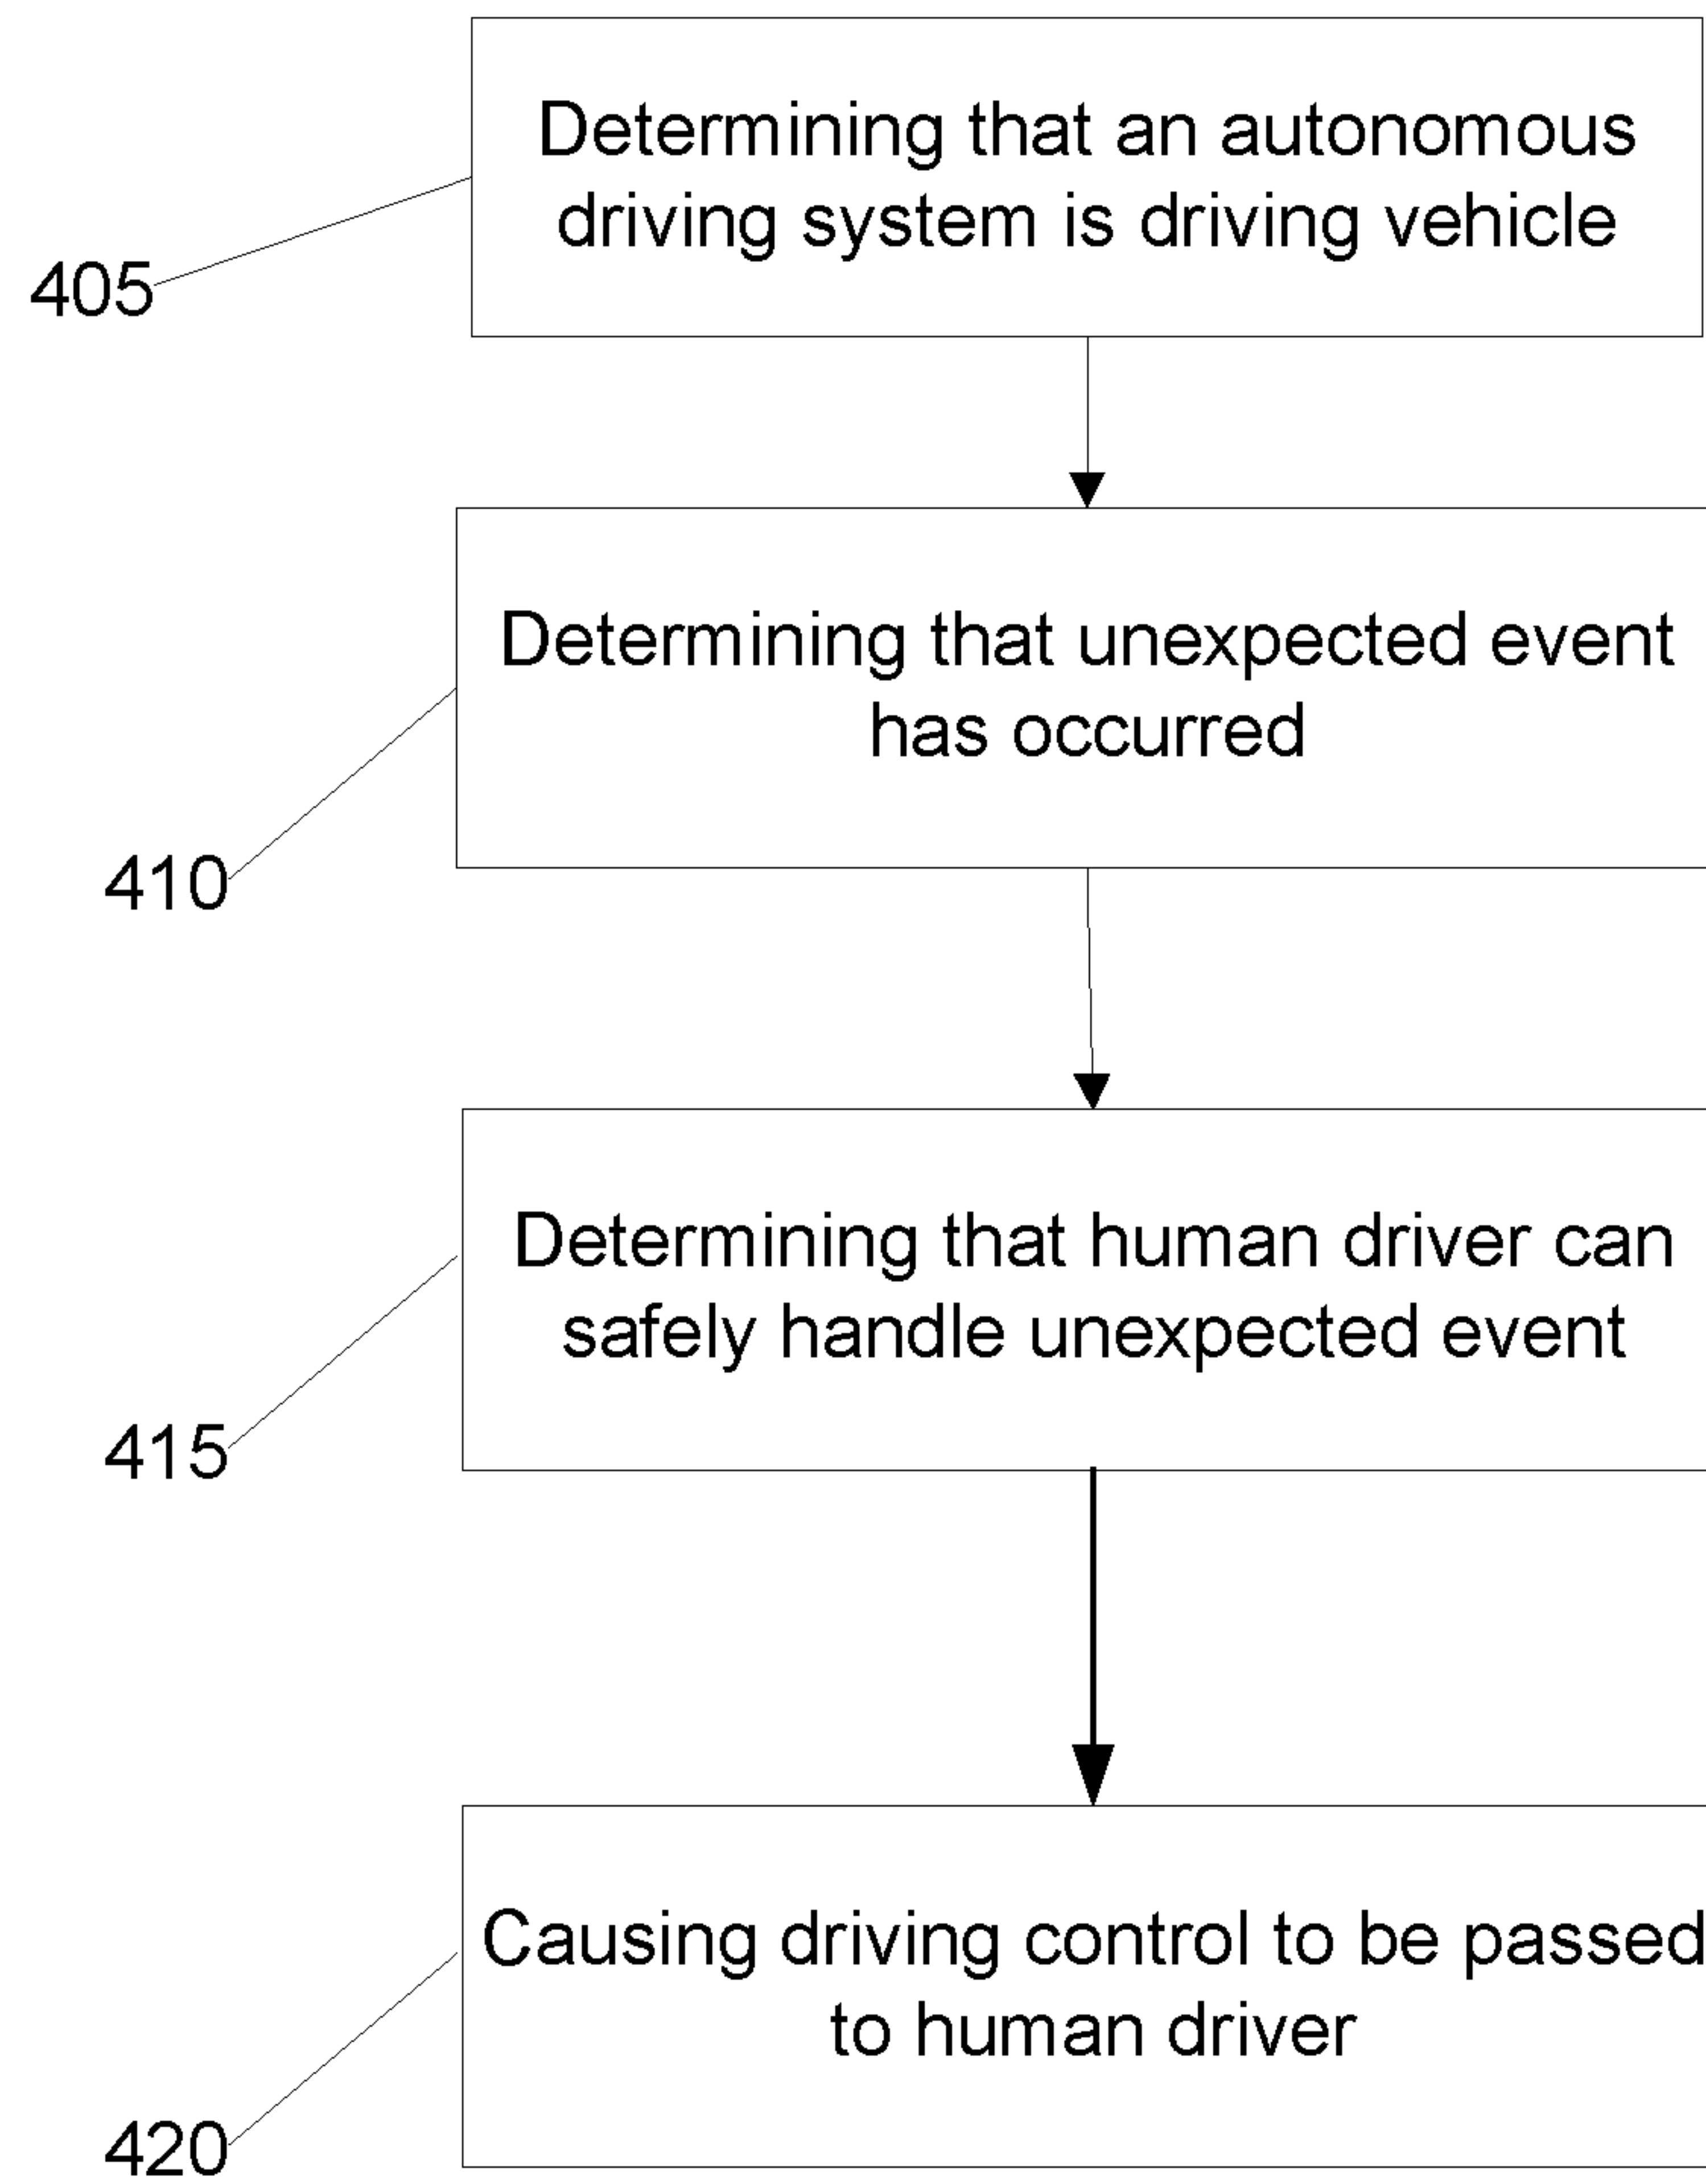 Determining that an autonomous
driving system is driving vehicle
405
Determining that unexpected event
has occurred
410
Determining that human driver can
safely handle unexpected event
415
Causing driving control to be passed
to human driver
420